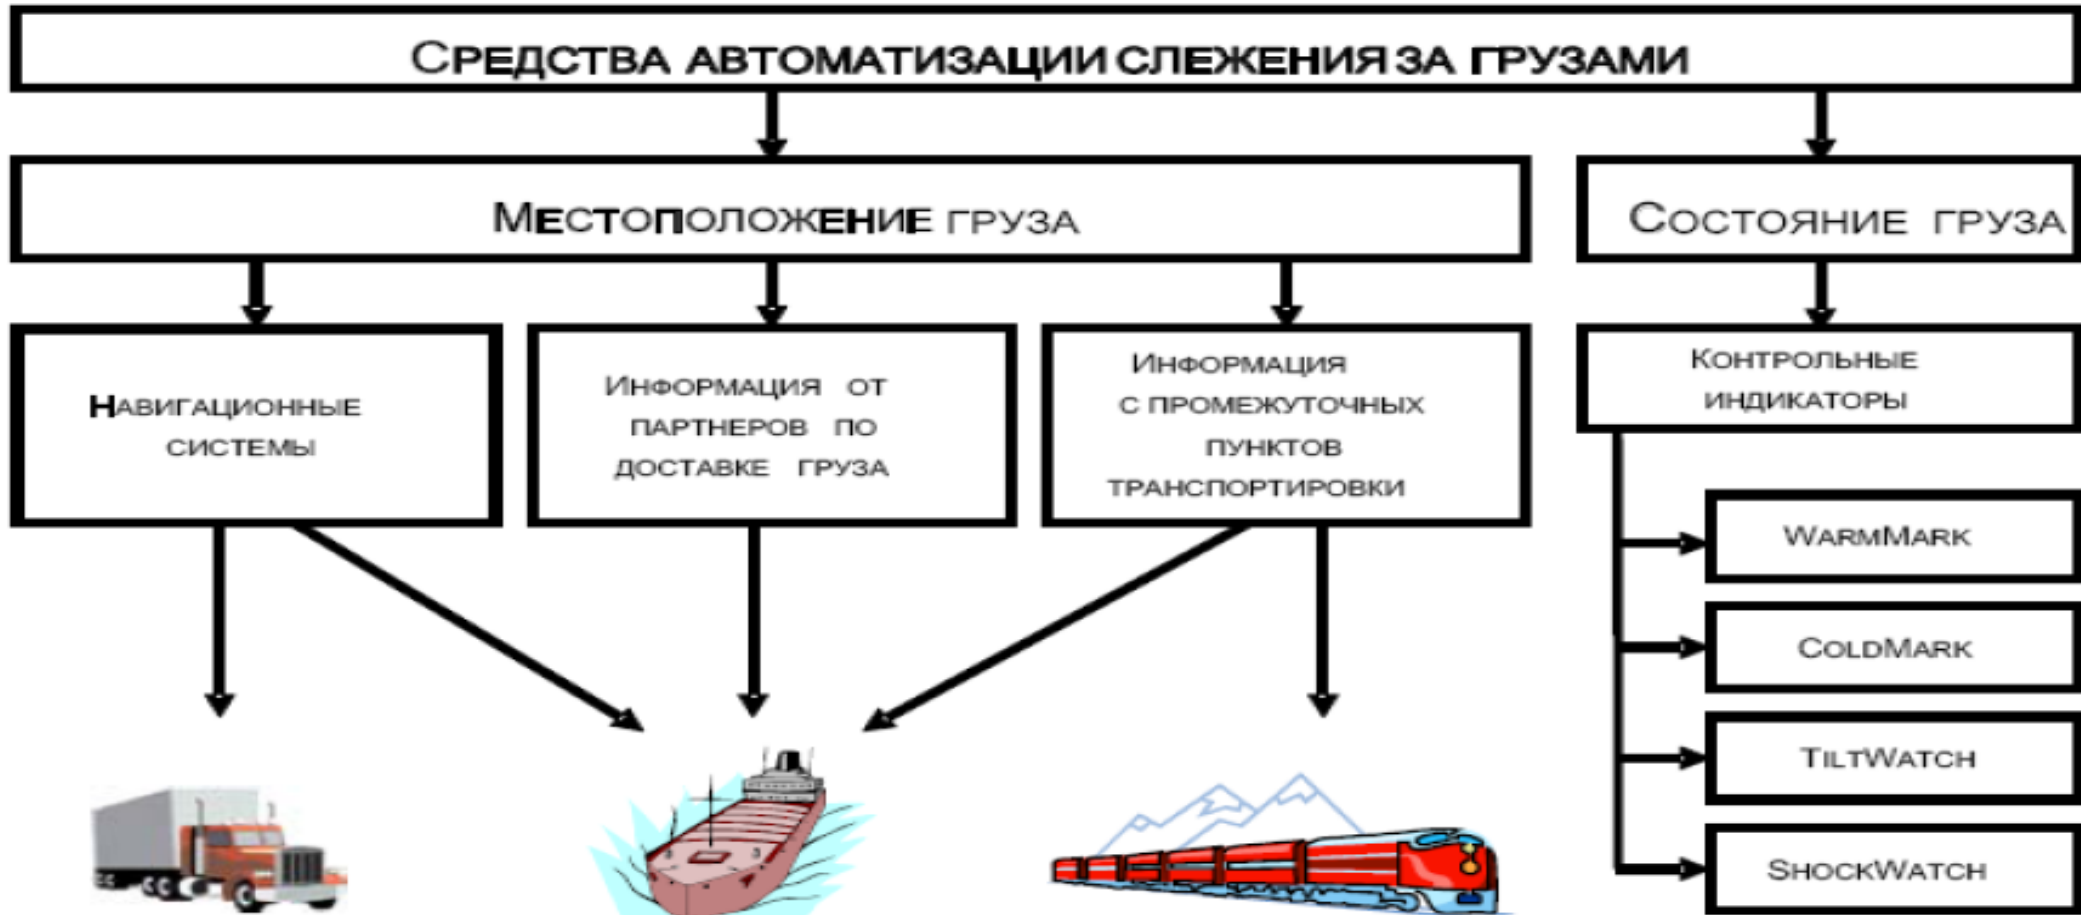 СРЕДСТВА АВТОМАТИЗАЦИИ СЛЕЖЕНИЯ ЗА ГРУЗАМИ
МЕСТОПОЛОЖЕНИЕ ГРУЗА
СОСТОЯНИЕ ГРУЗА
НАВИГАЦИОННЫЕ
СИСТЕМЫ
ИНФОРМАЦИЯ ОТ
ПАРТНЕРОВ ПО
ДОСТАВКЕ ГРУЗА
ИНФОРМАЦИЯ
С ПРОМЕЖУТОЧНЫХ
ПУНКТОВ
ТРАНСПОРТИРОВКИ
КОНТРОЛЬНЫЕ
ИНДИКАТОРЫ
WARMMARK
COLDMARK
TILTWATCH
SHOCKWATCH